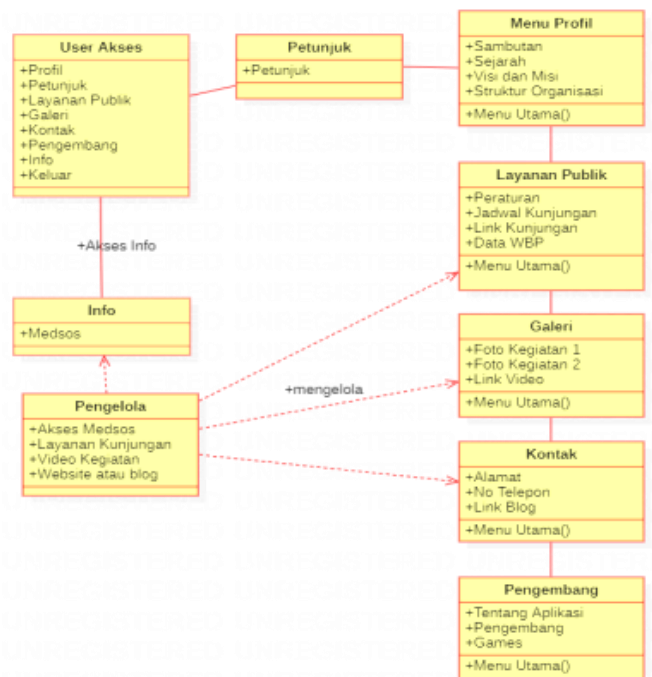 User Akses
+Profil
+Petunjuk
+Layanan Publik
+Galeri
+Kontak
+Pengembang
+Info
+Keluar
Petunjuk
+Petunjuk
Menu Profil
+Sambutan
+Sejarah
+Visi dan Misi
+Struktur Organisasi
+Menu Utama()
Layanan Publik
+Peraturan
+Jadwal Kunjungan
+Link Kunjungan
+Data WBP
+Menu Utama()
+Akses Info
Info
+Medsos
Galeri
+Foto Kegiatan 1
+Foto Kegiatan 2
+Link Video
+Menu Utama()
+mengelola
Pengelola
+Akses Medsos
+Layanan Kunjungan
+Video Kegiatan
+Website atau blog
Kontak
+Alamat
+No Telepon
+Link Blog
+Menu Utama()
Pengembang
+Tentang Aplikasi
+Pengembang
+Games
+Menu Utama()